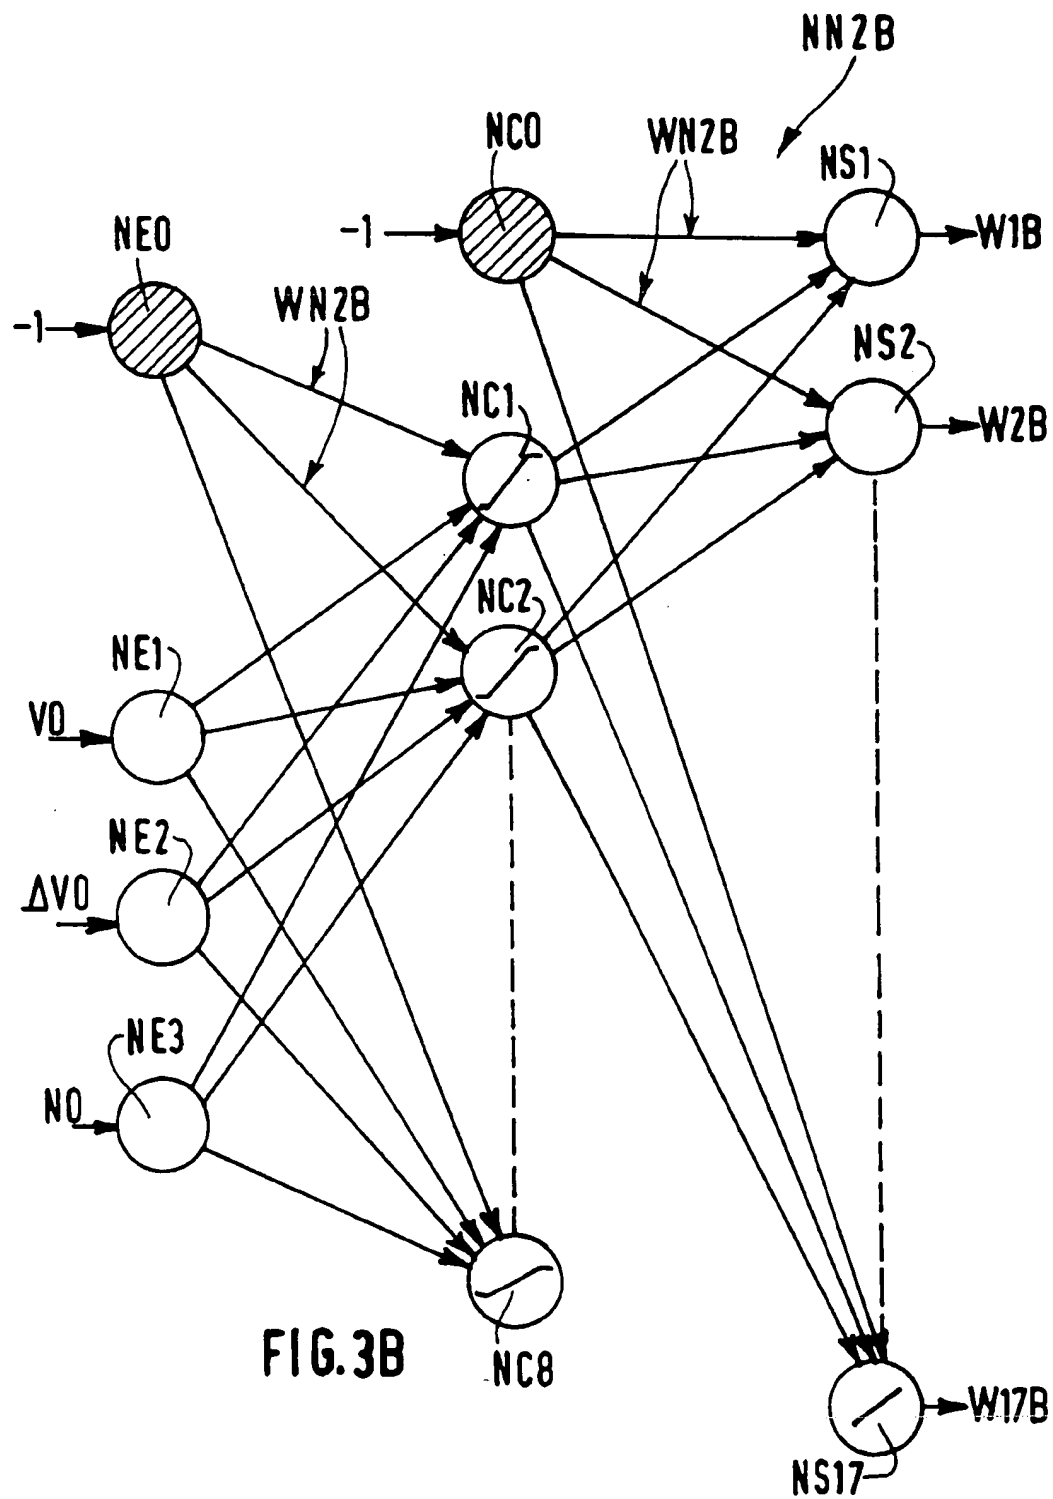 NN2B
NC0
WN2B
NS1
-1
W1B
NE0
WN2B
-1
NS2
NC1
W2B
NC2
NE1
V0
NE2
ΔV0
NE3
N0
FIG.3B
NC8
W17B
NS17